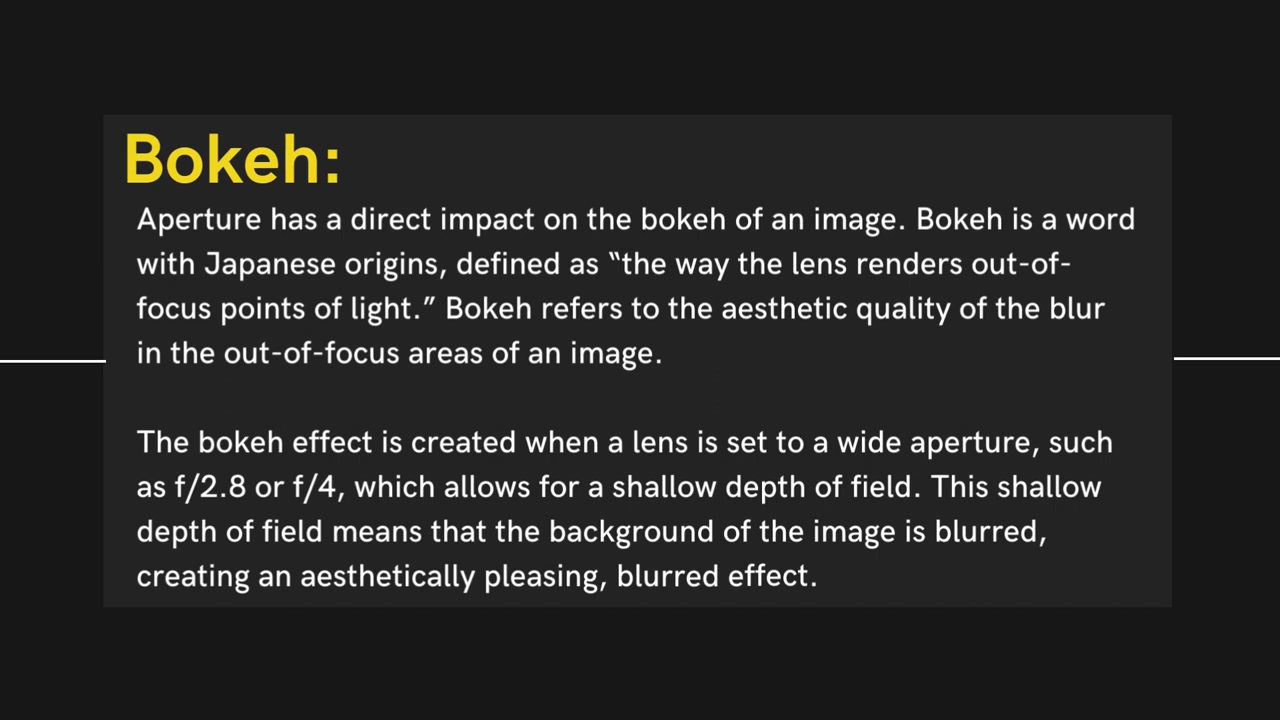 Bokeh:
Aperture has a direct impact on the bokeh of an image. Bokeh is a word
with Japanese origins, defined as “the way the lens renders out-of-
focus points of light.” Bokeh refers to the aesthetic quality of the blur
in the out-of-focus areas of an image.
The bokeh effect is created when a lens is set to a wide aperture, such
as f/2.8 or f/4, which allows for a shallow depth of field. This shallow
depth of field means that the background of the image is blurred,
creating an aesthetically pleasing, blurred effect.